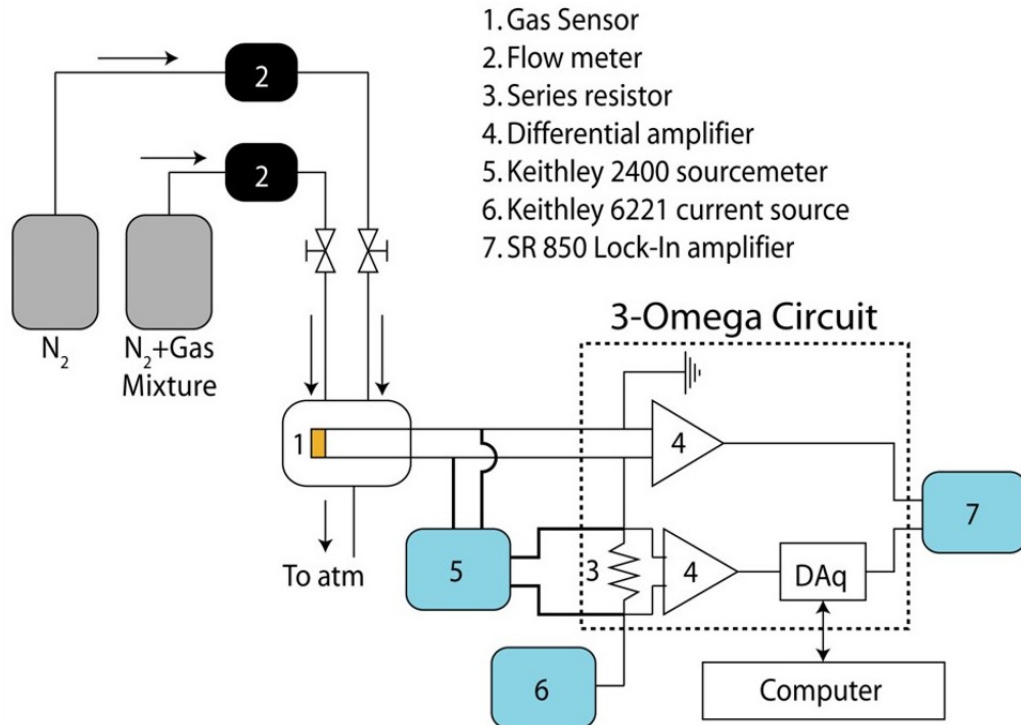 1. Gas Sensor
2. Flow meter
3. Series resistor
4. Differential amplifier
5. Keithley 2400 sourcemeter
6. Keithley 6221 current source
7. SR 850 Lock-In amplifier
2
2
N₂
N₂+Gas
Mixture
3-Omega Circuit
1
4
7
To atm
5
3
4
DAq
6
Computer